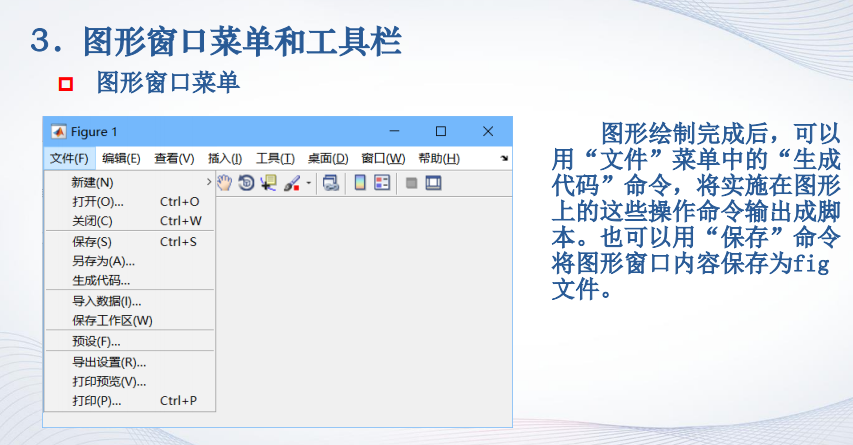 3. 图形窗口菜单和工具栏
图形窗口菜单
Figure 1
文件(F) 编辑(E) 查看(V) 插入(I) 工具(T) 桌面(D) 窗口(W) 帮助(H)
新建(N)
打开(O)... Ctrl+O
关闭(C) Ctrl+W
保存(S) Ctrl+S
另存为(A)...
生成代码...
导入数据(I)...
保存工作区(W)
预设(F)...
导出设置(R)...
打印预览(V)...
打印(P)... Ctrl+P
图形绘制完成后，可以
用“文件”菜单中的“生成
代码”命令，将实施在图形
上的这些操作命令输出成脚
本。也可以用“保存”命令
将图形窗口内容保存为fig
文件。